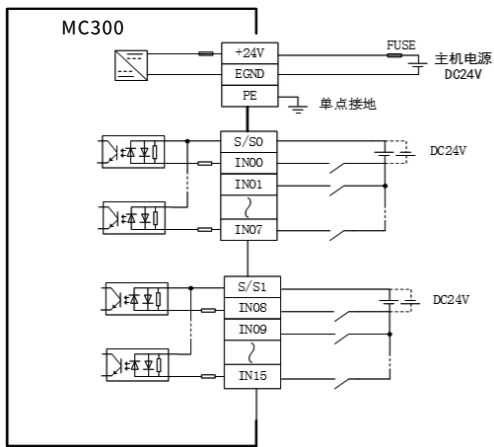 MC300
+24V
FUSE
主机电源
DC24V
EGND
PE
单点接地
S/S0
IN00
DC24V
IN01
IN07
S/S1
IN08
DC24V
IN09
IN15